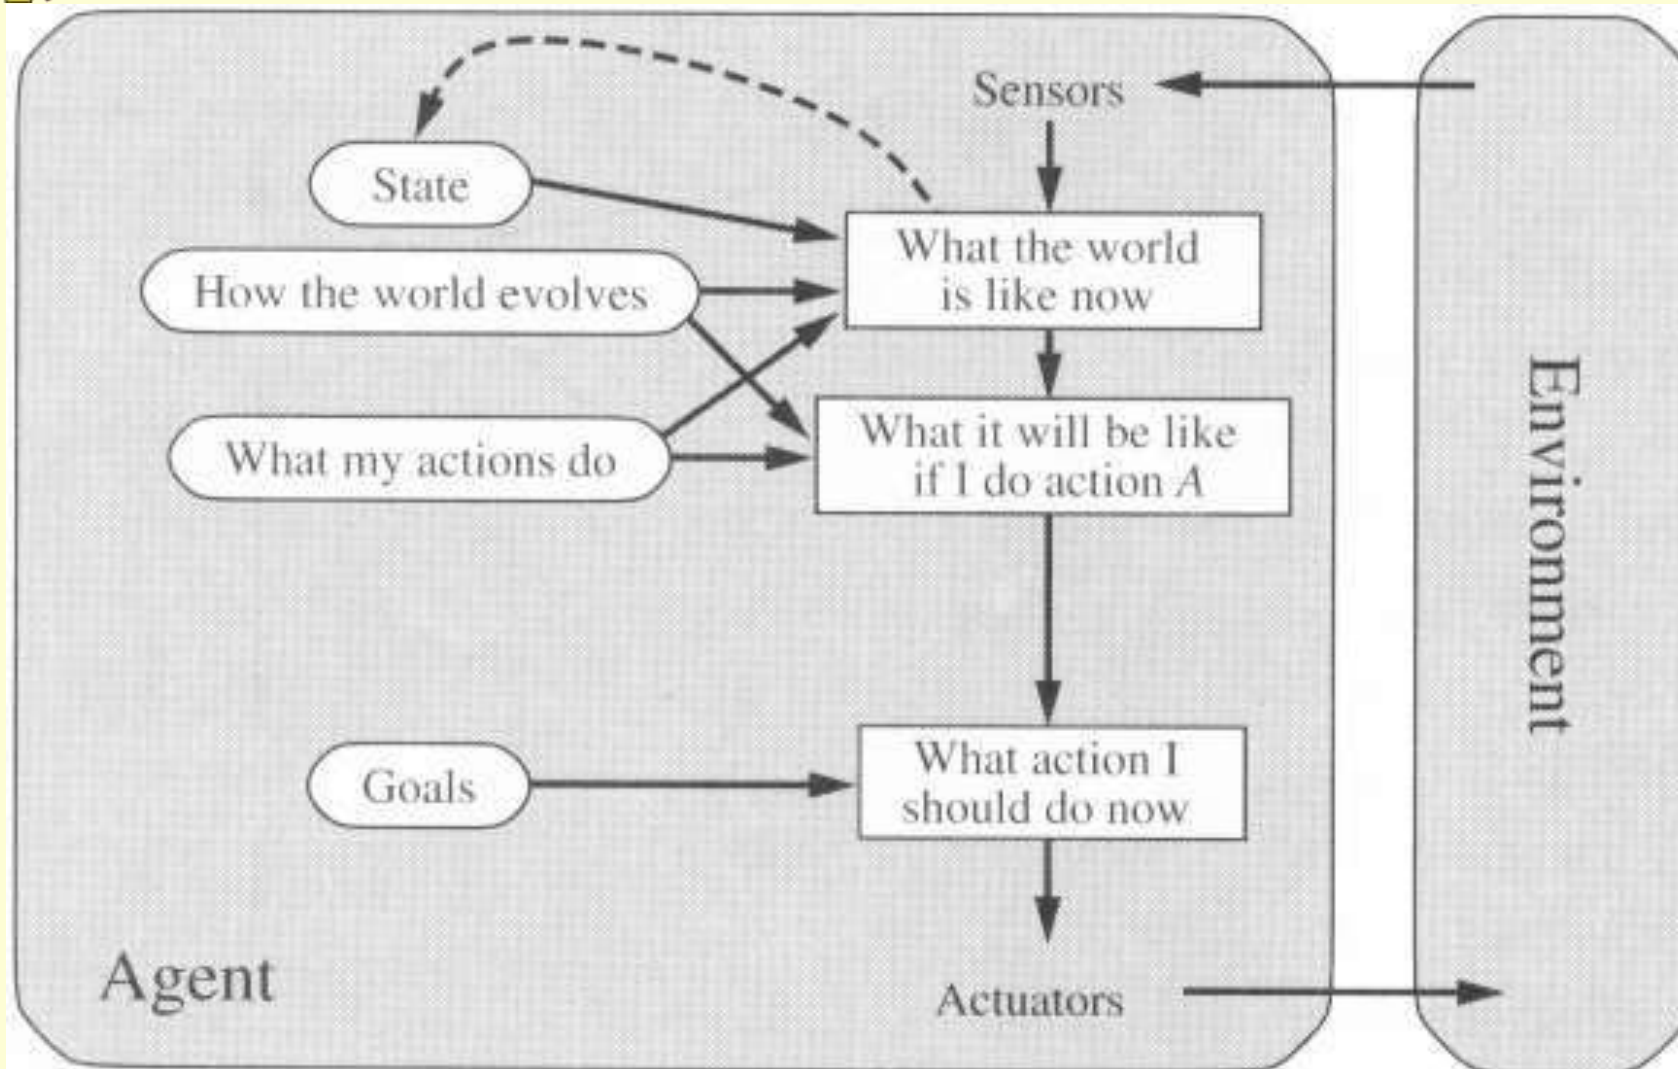 Sensors
State
What the world
is like now
How the world evolves
What it will be like
if I do action A
What my actions do
Environment
Goals
What action I
should do now
Agent
Actuators